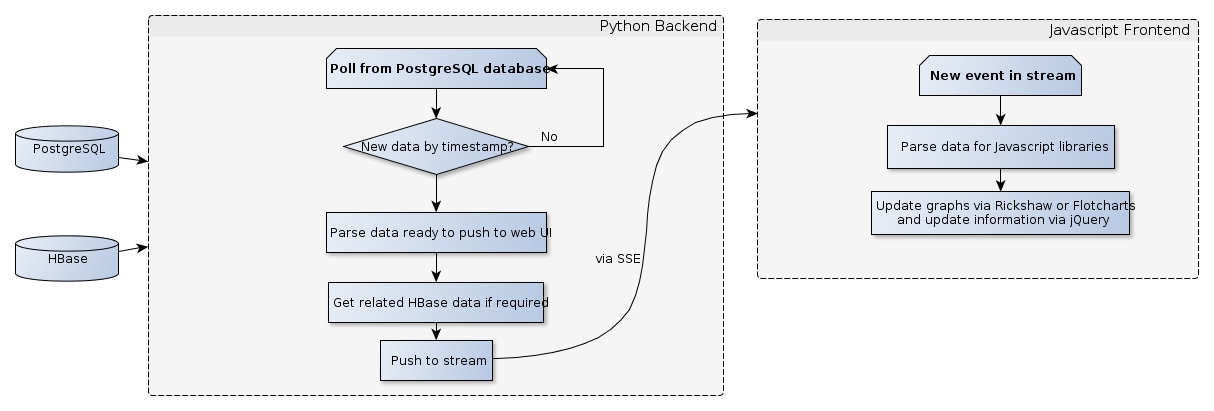 Python Backend
Javascript Frontend
Poll from PostgreSQL database
New event in stream
No
New data by timestamp?
PostgreSQL
Parse data for Javascript libraries
Update graphs via Rickshaw or Flotcharts
and update information via jQuery
Parse data ready to push to web UI
HBase
via SSE
Get related HBase data if required
Push to stream